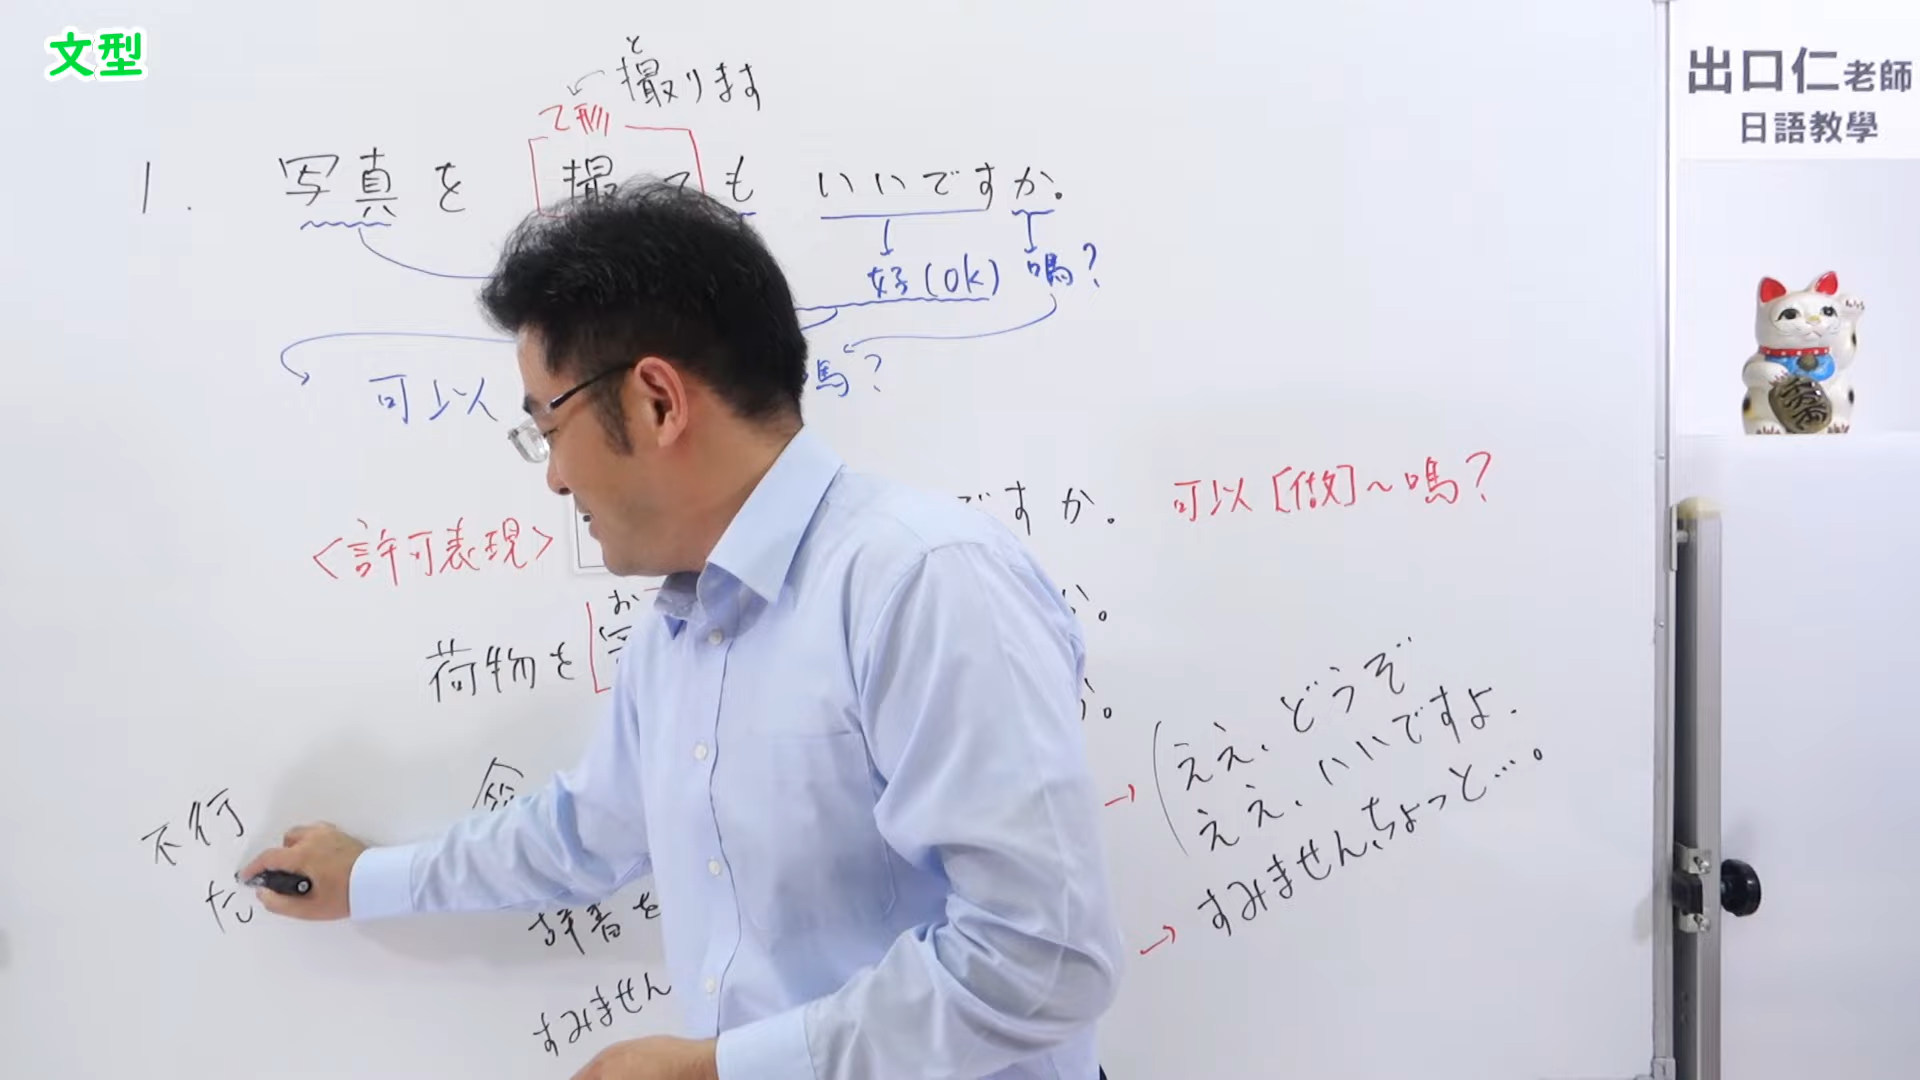 文型
出口仁老師
日語教學
と
撮ります
て形
1. 写真を 撮っても いいですか。
好(ok) 嗎?
可以 嗎?
ですか。 可以[做]~嗎?
<許可表現>
か。
荷物を
か。
ええ、どうぞ
ええ、いいですよ.
すみません、ちょっと…。
不行
だ
辞書を
すみません